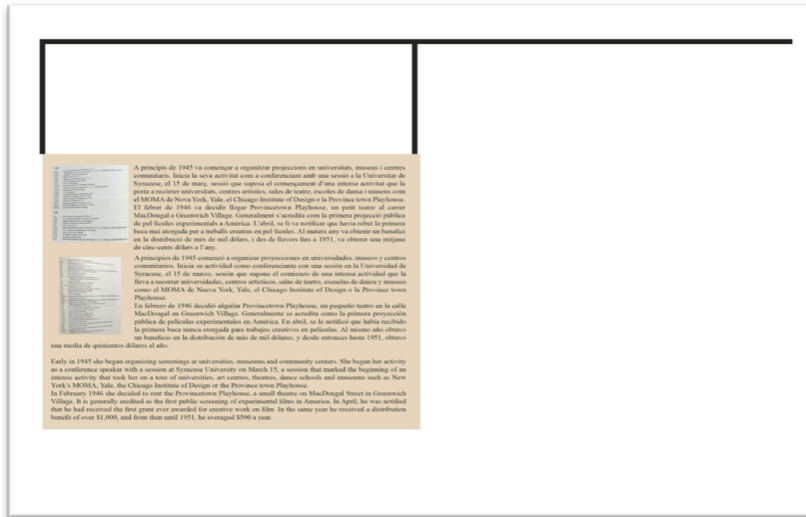 A principis de 1945 va començar a organitzar projeccions en universitats, museus i centres
comunitaris. Inicia la seva activitat com a conferenciant amb una sessió a la Universitat de
Syracuse, el 15 de març, sessió que suposa el començament d'una intensa activitat que la
porta a recórrer universitats, centres artístics, sales de teatre, escoles de dansa i museus com
el MOMA de Nova York, Yale, el Chicago Institute of Design o la Province town Playhouse.
El febrer de 1946 va decidir llogar Provincetown Playhouse, un petit teatre al carrer
MacDougal a Greenwich Village. Generalment s'acredita com la primera projecció pública
de pel·lícules experimentals a Amèrica. L'abril, se li va notificar que havia rebut la primera
beca mai atorgada per a treballs creatius en pel·lícules. Al mateix any va obtenir un benefici
en la distribució de més de mil dòlars, i des de llavors fins a 1951, va obtenir una mitjana
de cinc-cents dòlars a l'any.
A principios de 1945 comenzó a organizar proyecciones en universidades, museos y centros
comunitarios. Inicia su actividad como conferenciante con una sesión en la Universidad de
Syracuse, el 15 de marzo, sesión que supone el comienzo de una intensa actividad que la
lleva a recorrer universidades, centros artísticos, salas de teatro, escuelas de danza y museos
como el MOMA de Nueva York, Yale, el Chicago Institute of Design o la Province town
Playhouse.
En febrero de 1946 decidió alquilar Provincetown Playhouse, un pequeño teatro en la calle
MacDougal en Greenwich Village. Generalmente se acredita como la primera proyección
pública de películas experimentales en América. En abril, se le notificó que había recibido
la primera beca nunca otorgada para trabajos creativos en películas. Al mismo año obtuvo
un beneficio en la distribución de más de mil dólares, y desde entonces hasta 1951, obtuvo
una media de quinientos dólares al año.
Early in 1945 she began organizing screenings at universities, museums and community centers. She began her activity
as a conference speaker with a session at Syracuse University on March 15, a session that marked the beginning of an
intense activity that took her on a tour of universities, art centres, theatres, dance schools and museums such as New
York's MOMA, Yale, the Chicago Institute of Design or the Province town Playhouse.
In February 1946 she decided to rent the Provincetown Playhouse, a small theatre on MacDougal Street in Greenwich
Village. It is generally credited as the first public screening of experimental films in America. In April, he was notified
that he had received the first grant ever awarded for creative work on film. In the same year he received a distribution
benefit of over $1,000, and from then until 1951, he averaged $500 a year.